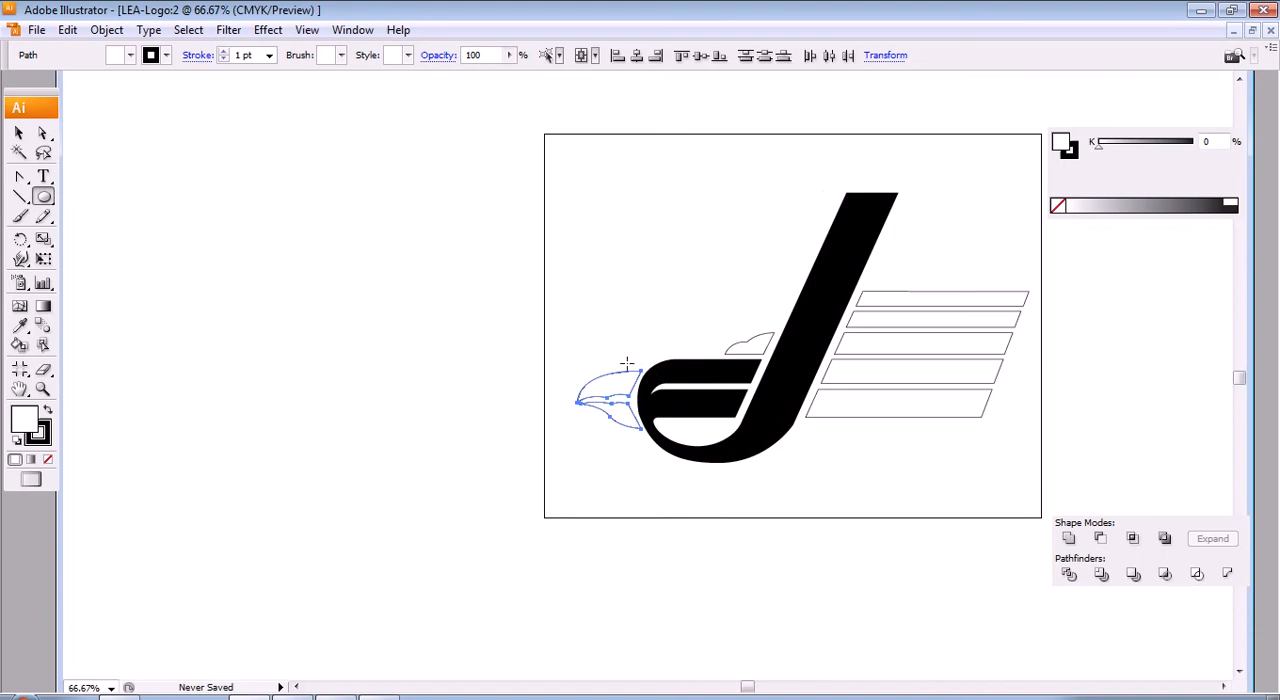 Adobe Illustrator - [LEA-Logo:2 @ 66.67% (CMYK/Preview) ]
File Edit Object Type Select Filter Effect View Window Help
Path Stroke: 1 pt Brush: Style: Opacity: 100 % Transform
Ai
K 0 %
T
Shape Modes:
Expand
Pathfinders:
66.67% Never Saved